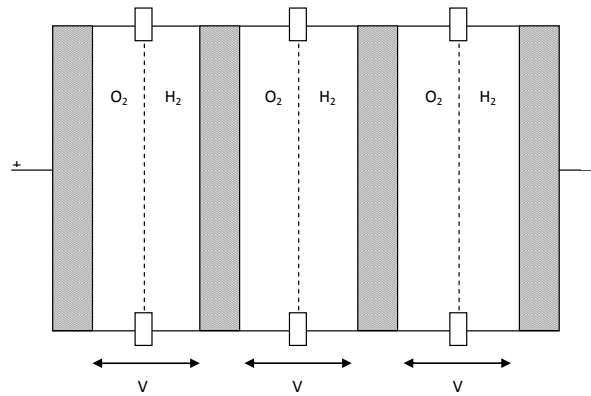 O₂ H₂ O₂ H₂ O₂ H₂
+
V V V